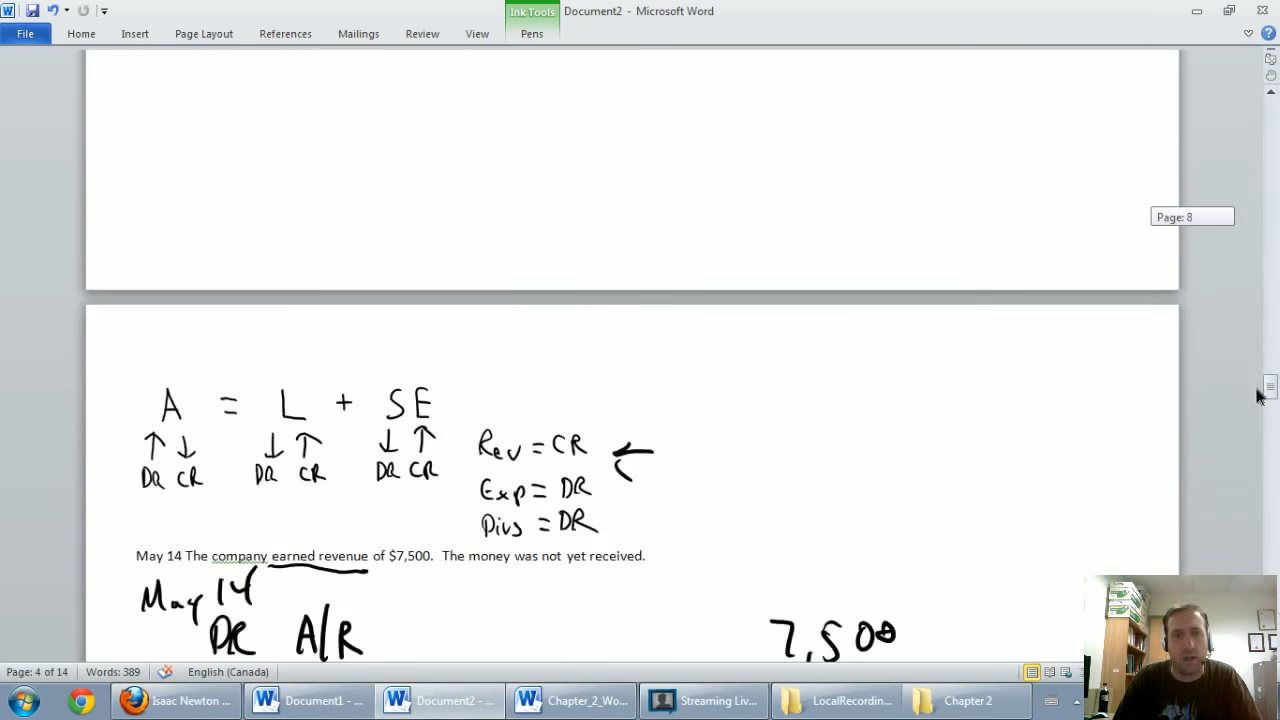 Ink Tools
Document2 - Microsoft Word
File Home Insert Page Layout References Mailings Review View Pens
Page: 8
A = L + SE
DR CR DR CR DR CR
Rev = CR
Exp = DR
Divs = DR
May 14 The company earned revenue of $7,500. The money was not yet received.
May 14
DR A/R 7,500
Page: 4 of 14 Words: 389 English (Canada)
Isaac Newton ... Document1 - ... Document2 - ... Chapter_2_Wo... Streaming Liv... LocalRecordin... Chapter 2